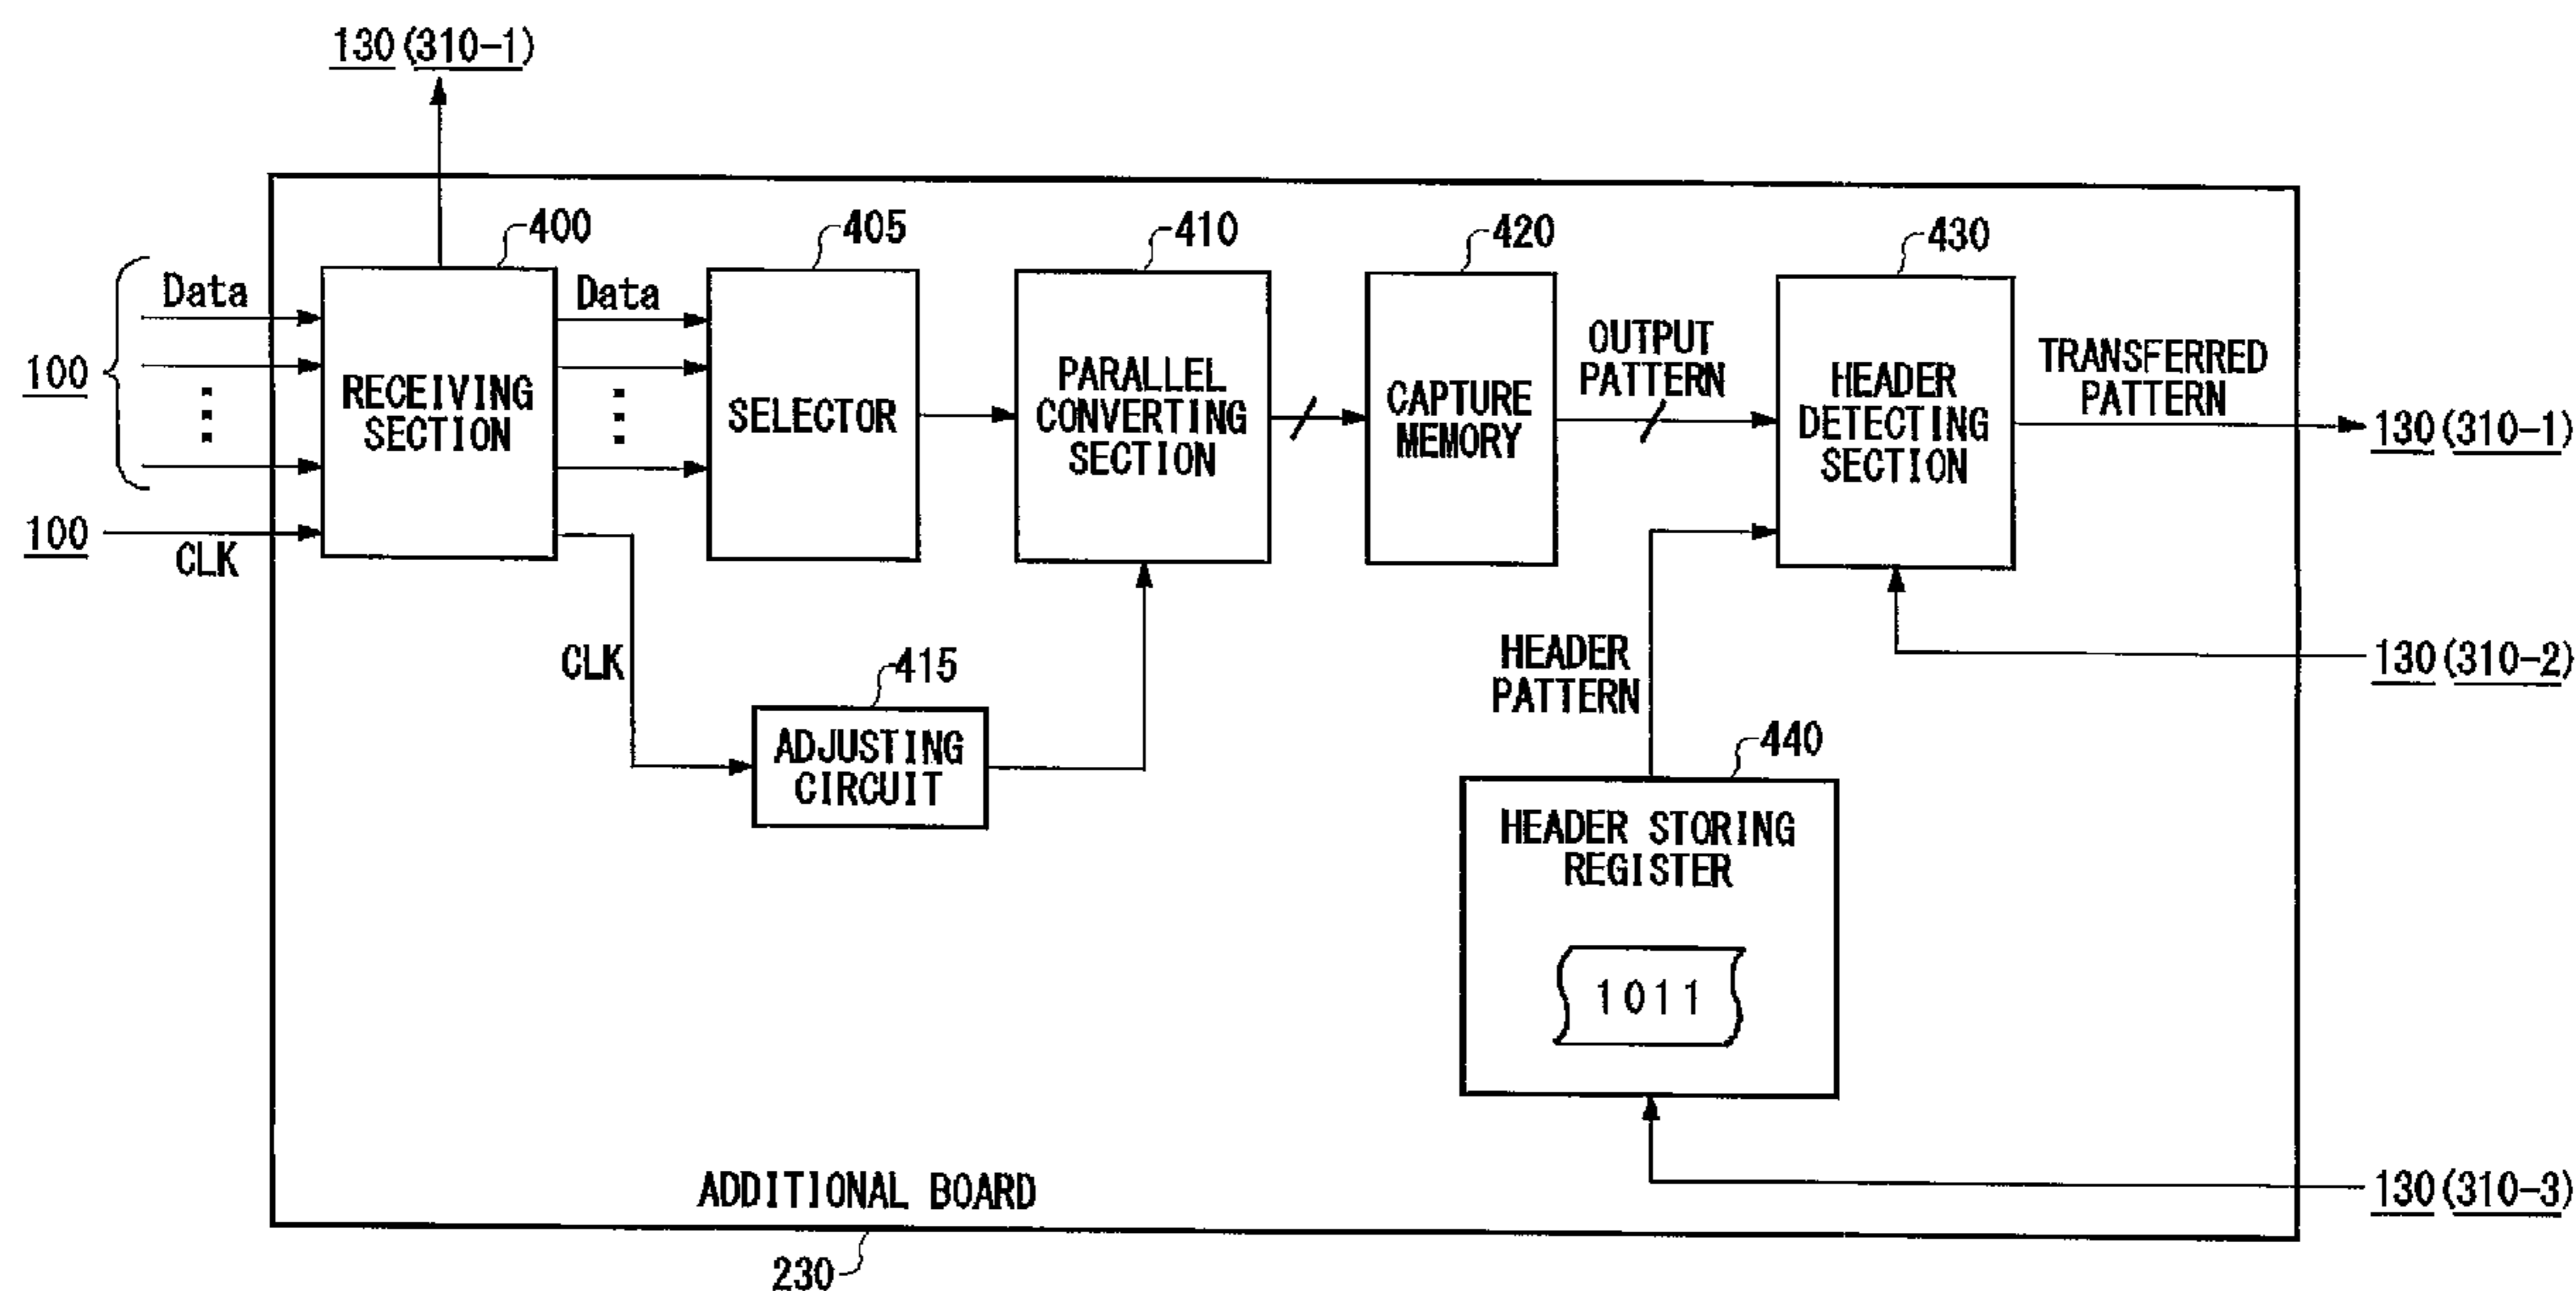 130(310-1)
400
405
410
420
430
Data
Data
100
RECEIVING
SECTION
SELECTOR
PARALLEL
CONVERTING
SECTION
CAPTURE
MEMORY
OUTPUT
PATTERN
HEADER
DETECTING
SECTION
TRANSFERRED
PATTERN
130(310-1)
100
CLK
CLK
415
ADJUSTING
CIRCUIT
HEADER
PATTERN
130(310-2)
440
HEADER STORING
REGISTER
1011
130(310-3)
ADDITIONAL BOARD
230